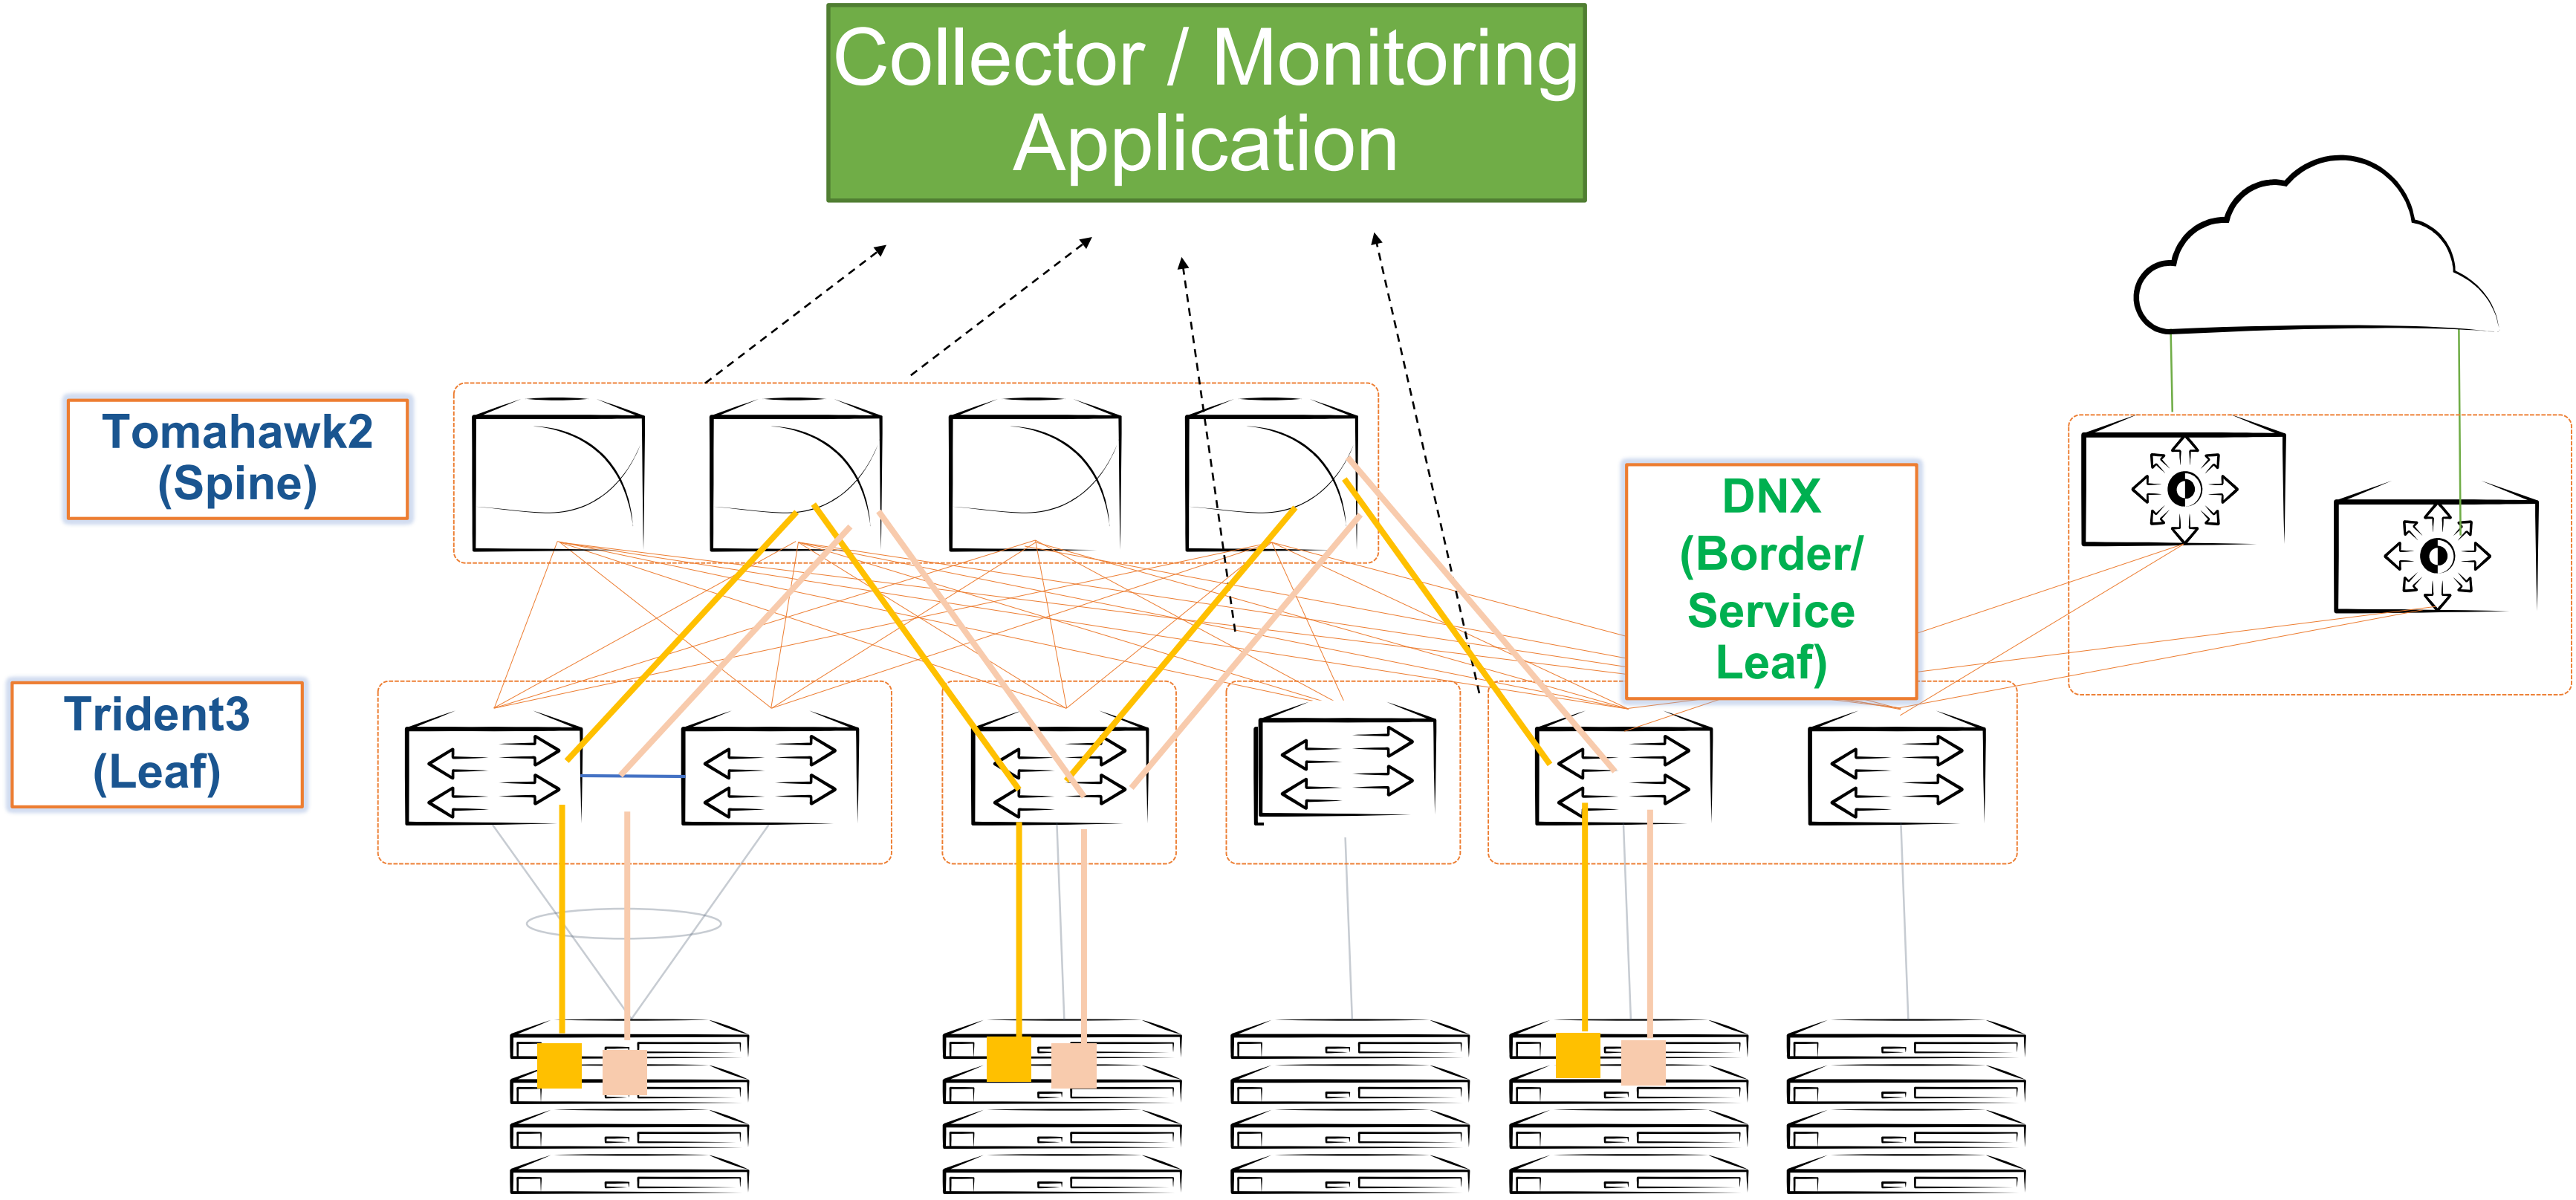 Collector / Monitoring
Application
Tomahawk2
(Spine)
DNX
(Border/
Service
Leaf)
Trident3
(Leaf)